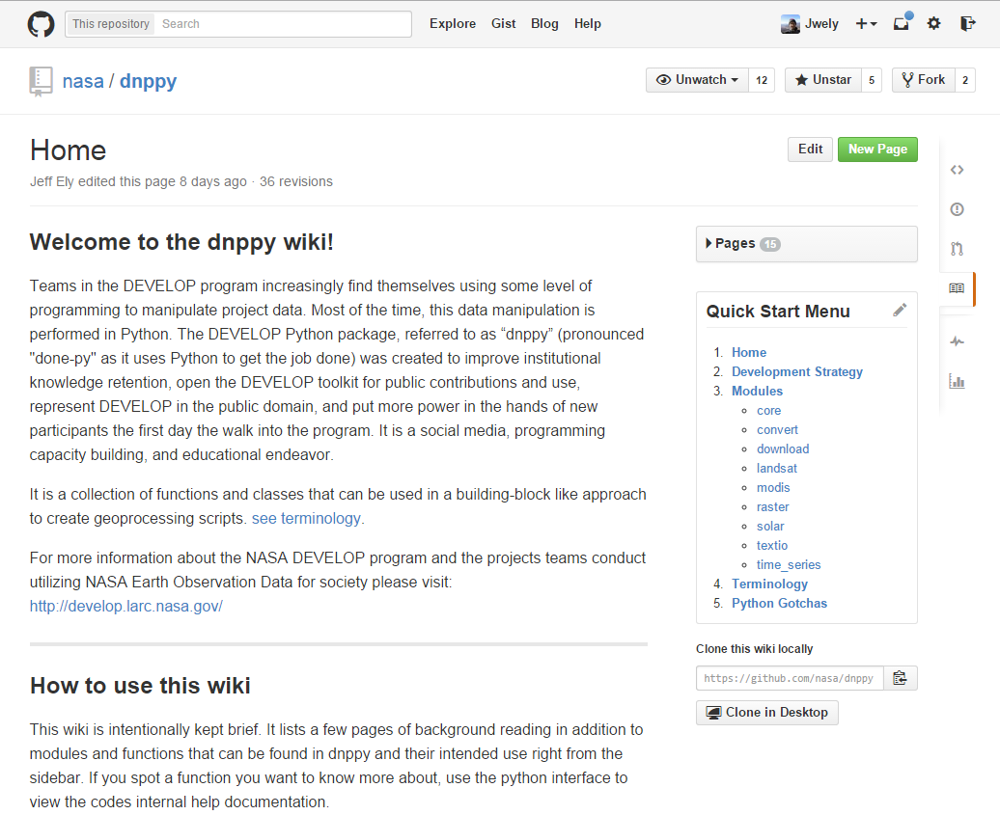 This repository Search Explore Gist Blog Help Jwely
nasa / dnppy Unwatch 12 Unstar 5 Fork 2
Home Edit New Page
Jeff Ely edited this page 8 days ago · 36 revisions
Welcome to the dnppy wiki!
Teams in the DEVELOP program increasingly find themselves using some level of
programming to manipulate project data. Most of the time, this data manipulation is
performed in Python. The DEVELOP Python package, referred to as “dnppy” (pronounced
"done-py" as it uses Python to get the job done) was created to improve institutional
knowledge retention, open the DEVELOP toolkit for public contributions and use,
represent DEVELOP in the public domain, and put more power in the hands of new
participants the first day the walk into the program. It is a social media, programming
capacity building, and educational endeavor.
It is a collection of functions and classes that can be used in a building-block like approach
to create geoprocessing scripts. see terminology.
For more information about the NASA DEVELOP program and the projects teams conduct
utilizing NASA Earth Observation Data for society please visit:
http://develop.larc.nasa.gov/
How to use this wiki
This wiki is intentionally kept brief. It lists a few pages of background reading in addition to
modules and functions that can be found in dnppy and their intended use right from the
sidebar. If you spot a function you want to know more about, use the python interface to
view the codes internal help documentation.
Pages 15
Quick Start Menu
1. Home
2. Development Strategy
3. Modules
core
convert
download
landsat
modis
raster
solar
textio
time_series
4. Terminology
5. Python Gotchas
Clone this wiki locally
https://github.com/nasa/dnppy
Clone in Desktop